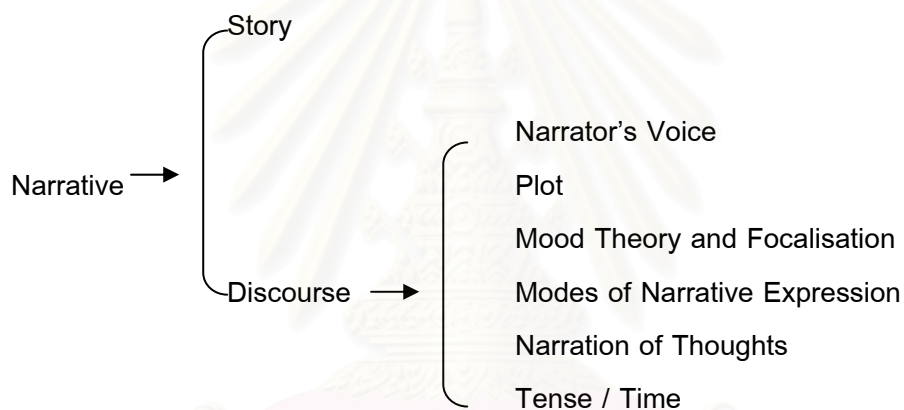 Story
Narrator’s Voice
Narrative
Plot
Mood Theory and Focalisation
Discourse
Modes of Narrative Expression
Narration of Thoughts
Tense / Time